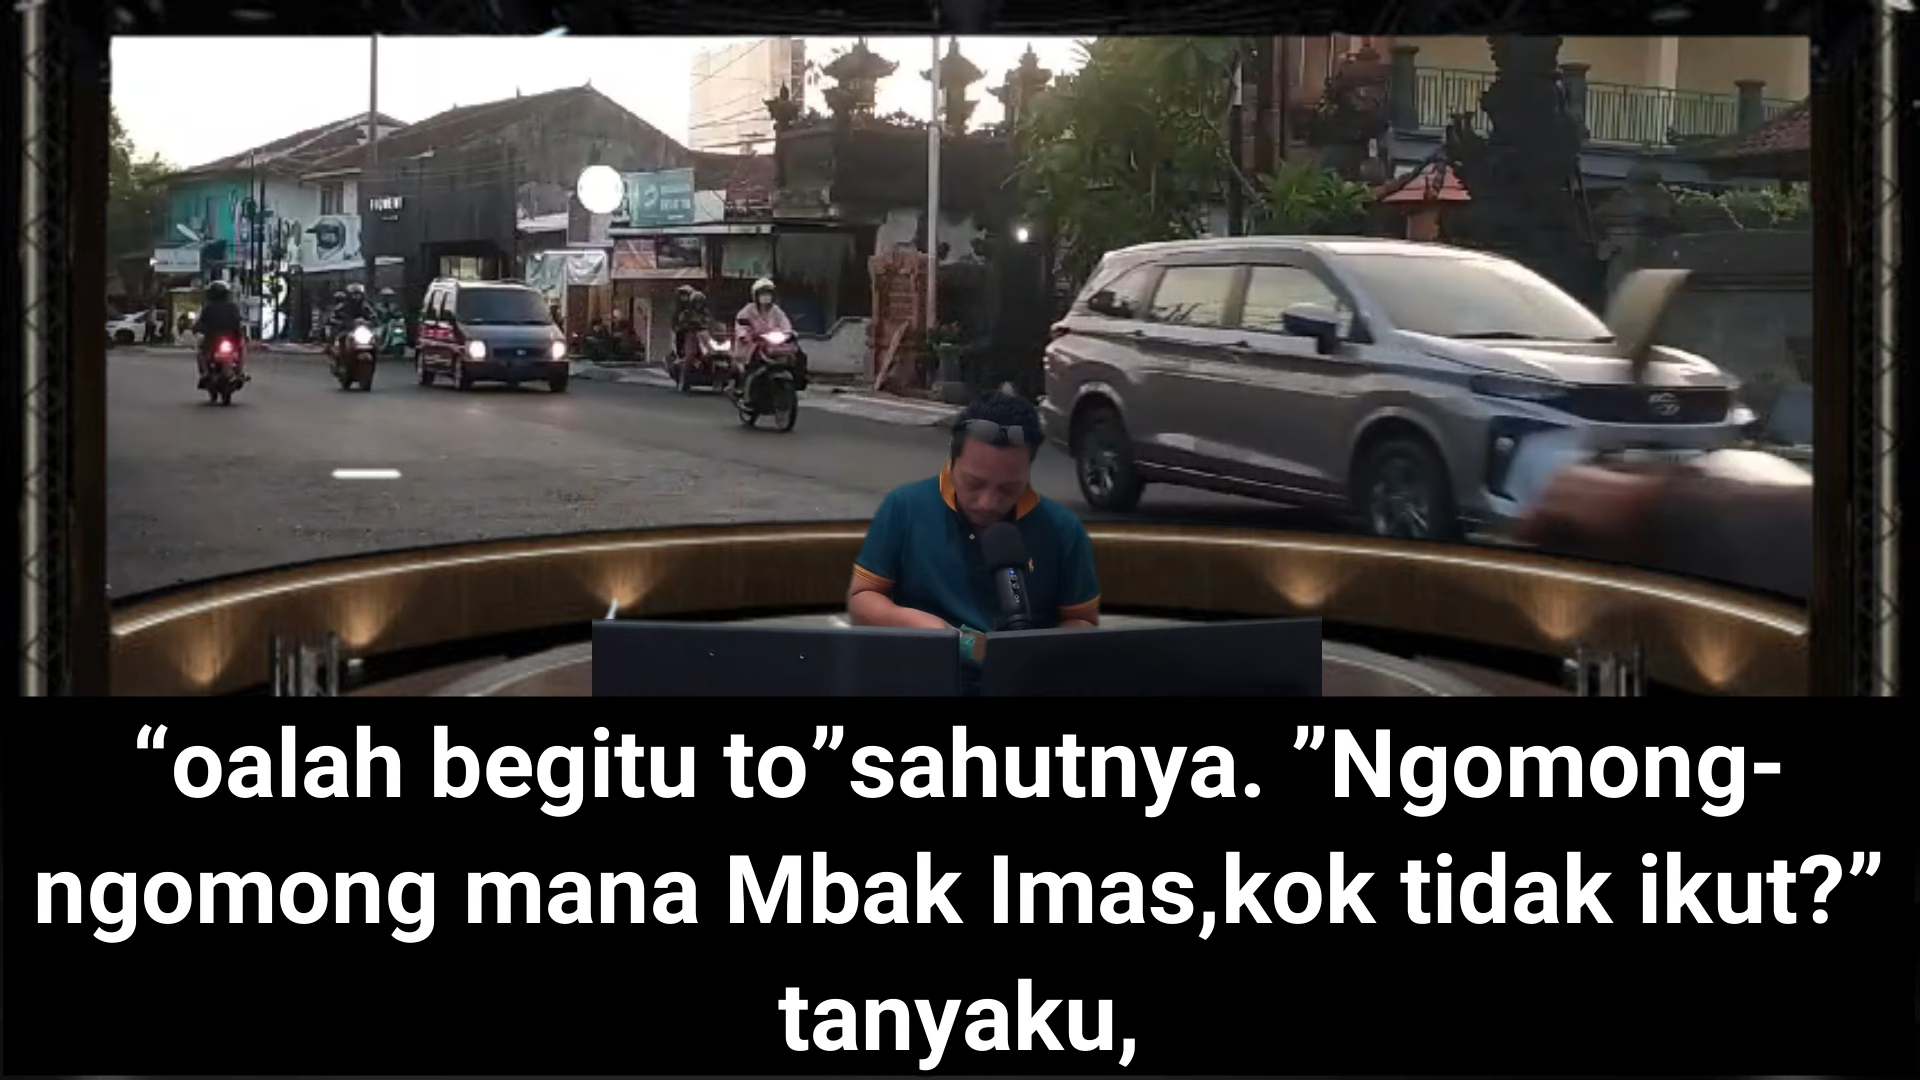 “oalah begitu to”sahutnya. ”Ngomong-
ngomong mana Mbak Imas,kok tidak ikut?”
tanyaku,